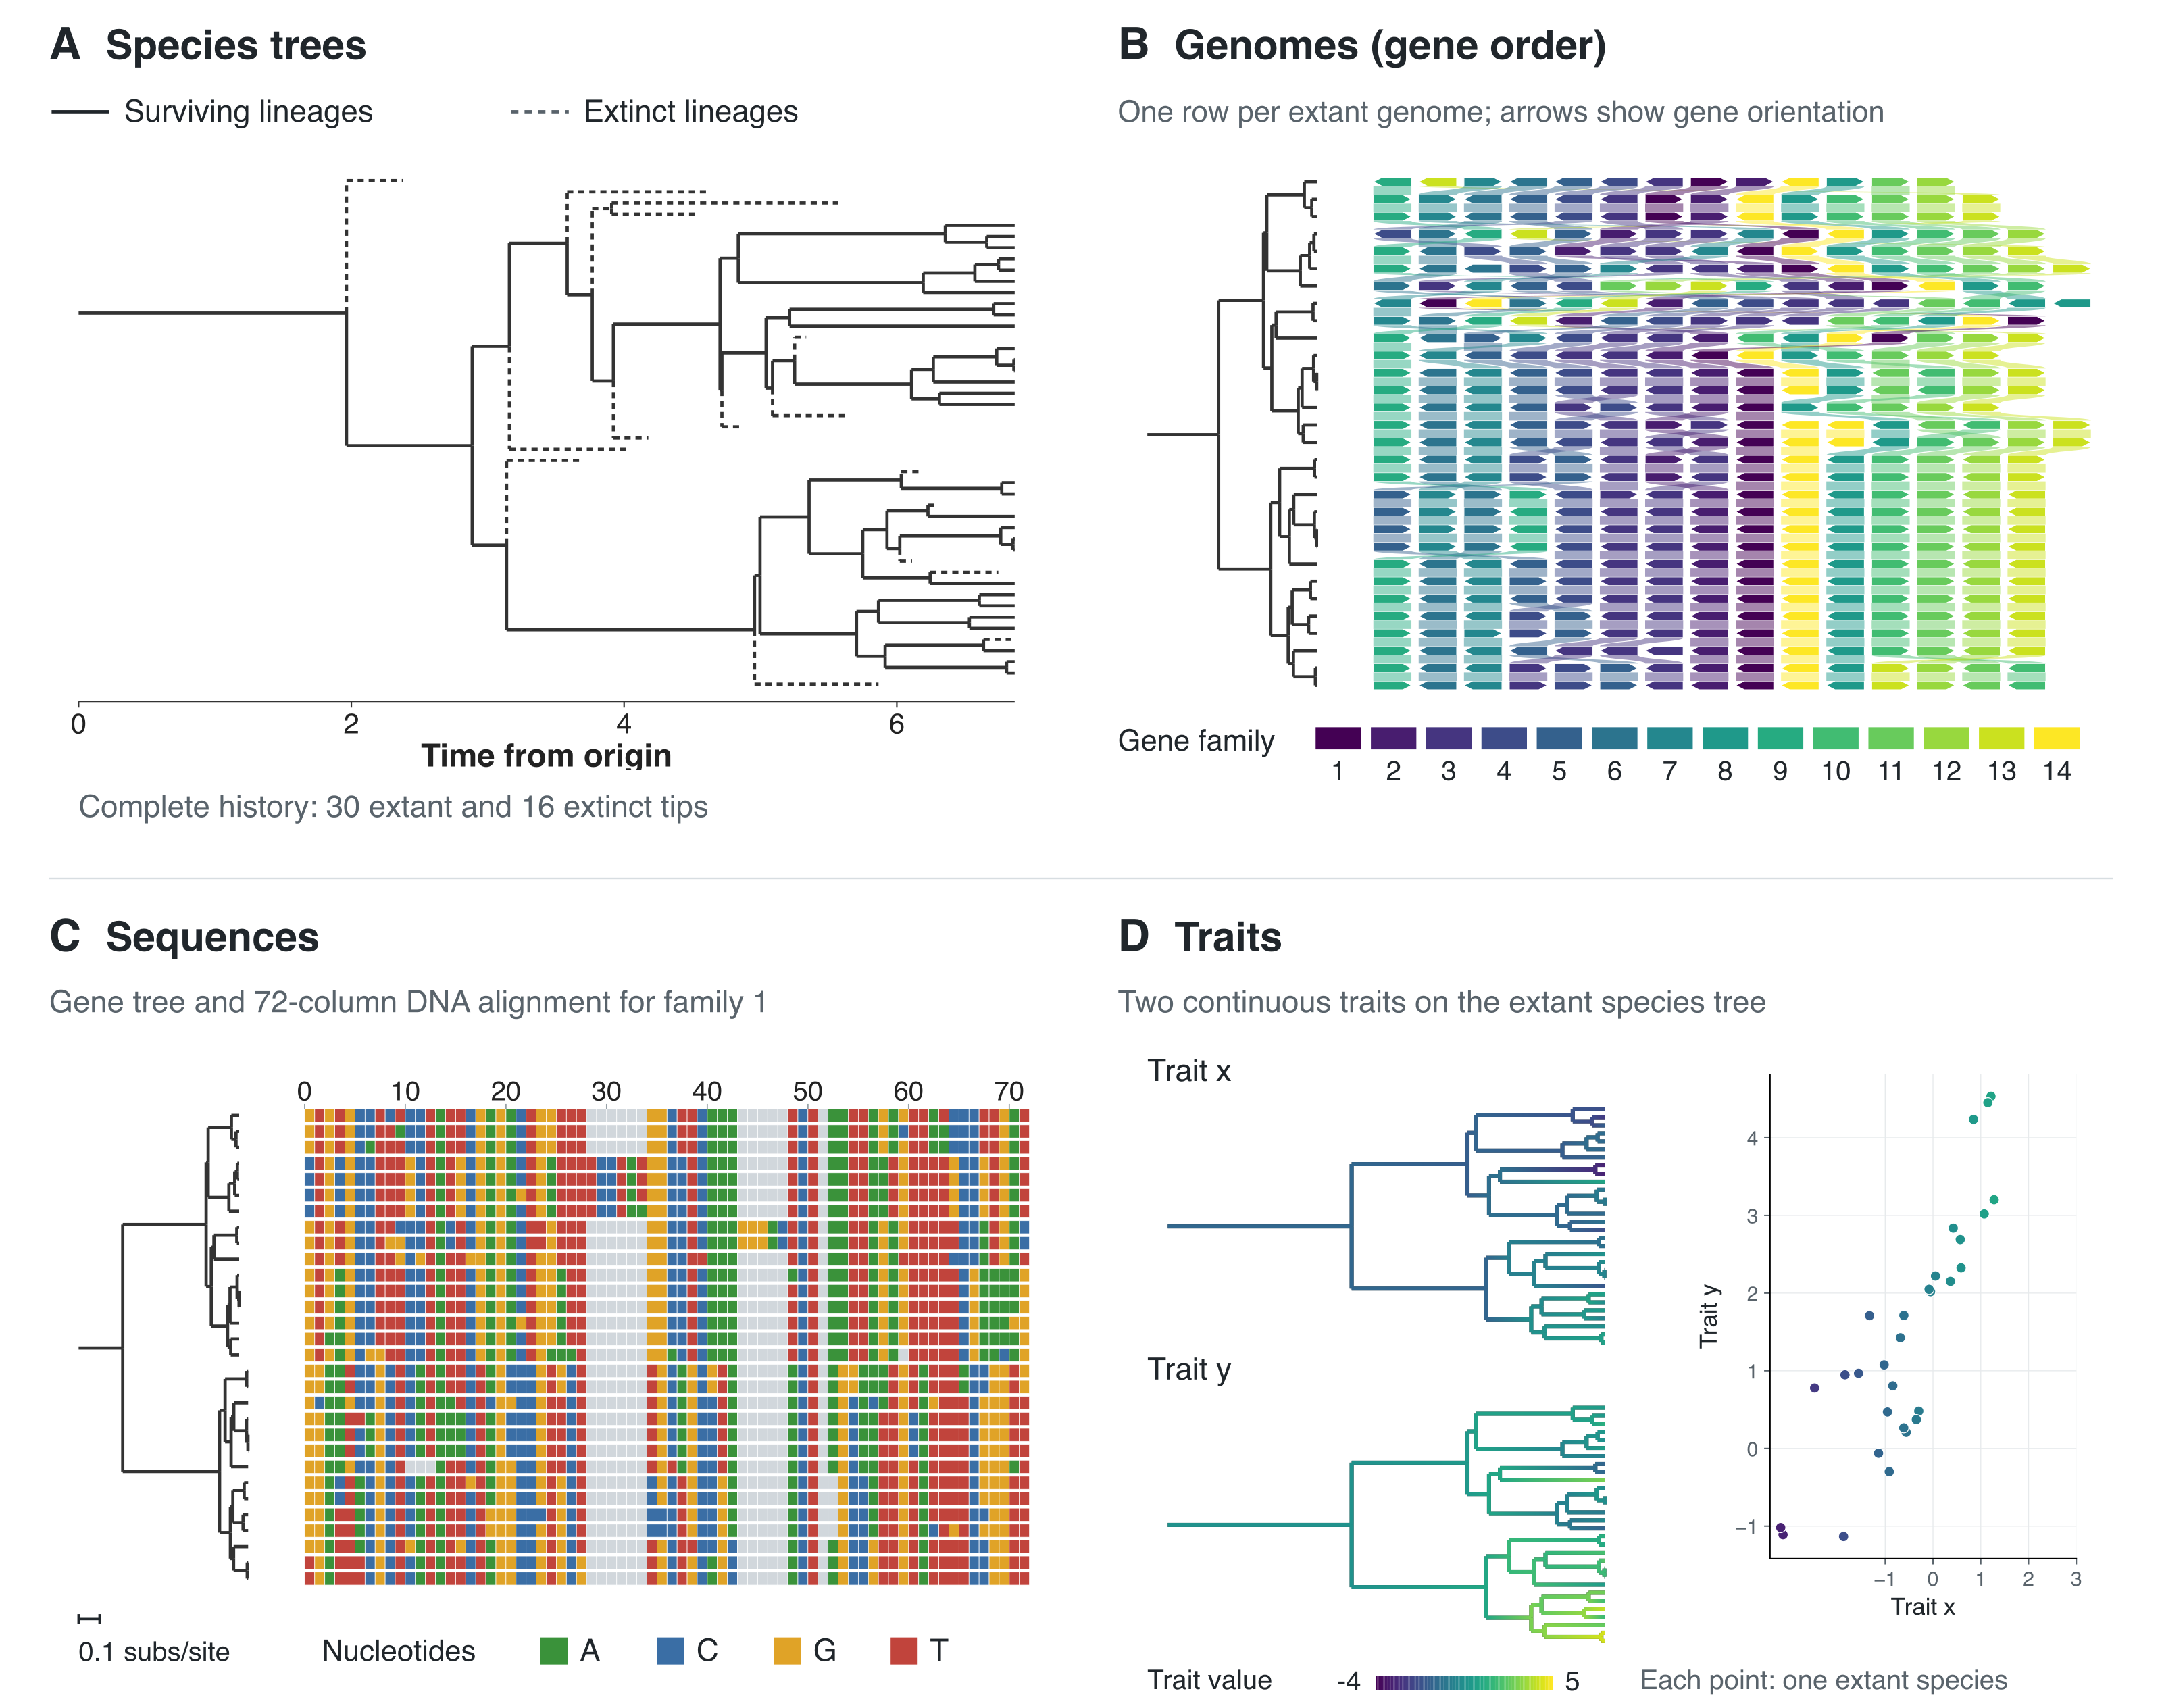 A Species trees
Surviving lineages
Extinct lineages
0 2 4 6
Time from origin
Complete history: 30 extant and 16 extinct tips
B Genomes (gene order)
One row per extant genome; arrows show gene orientation
Gene family
1 2 3 4 5 6 7 8 9 10 11 12 13 14
C Sequences
Gene tree and 72-column DNA alignment for family 1
0 10 20 30 40 50 60 70
0.1 subs/site
Nucleotides A C G T
D Traits
Two continuous traits on the extant species tree
Trait x
Trait y
Trait value -4 5
4
3
2
1
0
−1
Trait y
−1 0 1 2 3
Trait x
Each point: one extant species